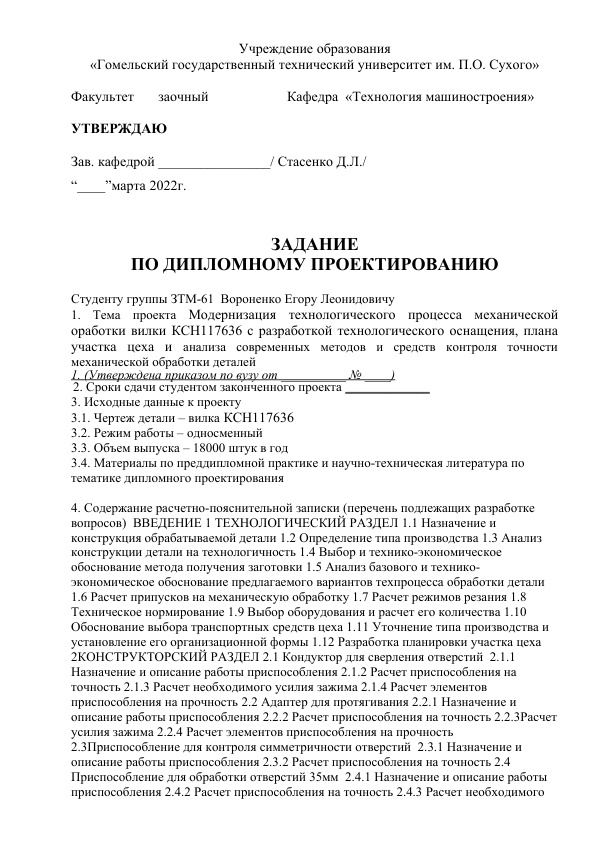 Учреждение образования
«Гомельский государственный технический университет им. П.О. Сухого»
Факультет заочный Кафедра «Технология машиностроения»
УТВЕРЖДАЮ
Зав. кафедрой ________________/ Стасенко Д.Л./
“____”марта 2022г.
ЗАДАНИЕ
ПО ДИПЛОМНОМУ ПРОЕКТИРОВАНИЮ
Студенту группы ЗТМ-61 Вороненко Егору Леонидовичу
1. Тема проекта Модернизация технологического процесса механической
оработки вилки КСН117636 с разработкой технологического оснащения, плана
участка цеха и анализа современных методов и средств контроля точности
механической обработки деталей
1. (Утверждена приказом по вузу от __________ № ____)
2. Сроки сдачи студентом законченного проекта _____________
3. Исходные данные к проекту
3.1. Чертеж детали – вилка КСН117636
3.2. Режим работы – односменный
3.3. Объем выпуска – 18000 штук в год
3.4. Материалы по преддипломной практике и научно-техническая литература по
тематике дипломного проектирования
4. Содержание расчетно-пояснительной записки (перечень подлежащих разработке
вопросов) ВВЕДЕНИЕ 1 ТЕХНОЛОГИЧЕСКИЙ РАЗДЕЛ 1.1 Назначение и
конструкция обрабатываемой детали 1.2 Определение типа производства 1.3 Анализ
конструкции детали на технологичность 1.4 Выбор и технико-экономическое
обоснование метода получения заготовки 1.5 Анализ базового и технико-
экономическое обоснование предлагаемого вариантов техпроцесса обработки детали
1.6 Расчет припусков на механическую обработку 1.7 Расчет режимов резания 1.8
Техническое нормирование 1.9 Выбор оборудования и расчет его количества 1.10
Обоснование выбора транспортных средств цеха 1.11 Уточнение типа производства и
установление его организационной формы 1.12 Разработка планировки участка цеха
2КОНСТРУКТОРСКИЙ РАЗДЕЛ 2.1 Кондуктор для сверления отверстий 2.1.1
Назначение и описание работы приспособления 2.1.2 Расчет приспособления на
точность 2.1.3 Расчет необходимого усилия зажима 2.1.4 Расчет элементов
приспособления на прочность 2.2 Адаптер для протягивания 2.2.1 Назначение и
описание работы приспособления 2.2.2 Расчет приспособления на точность 2.2.3Расчет
усилия зажима 2.2.4 Расчет элементов приспособления на прочность
2.3Приспособление для контроля симметричности отверстий 2.3.1 Назначение и
описание работы приспособления 2.3.2 Расчет приспособления на точность 2.4
Приспособление для обработки отверстий 35мм 2.4.1 Назначение и описание работы
приспособления 2.4.2 Расчет приспособления на точность 2.4.3 Расчет необходимого